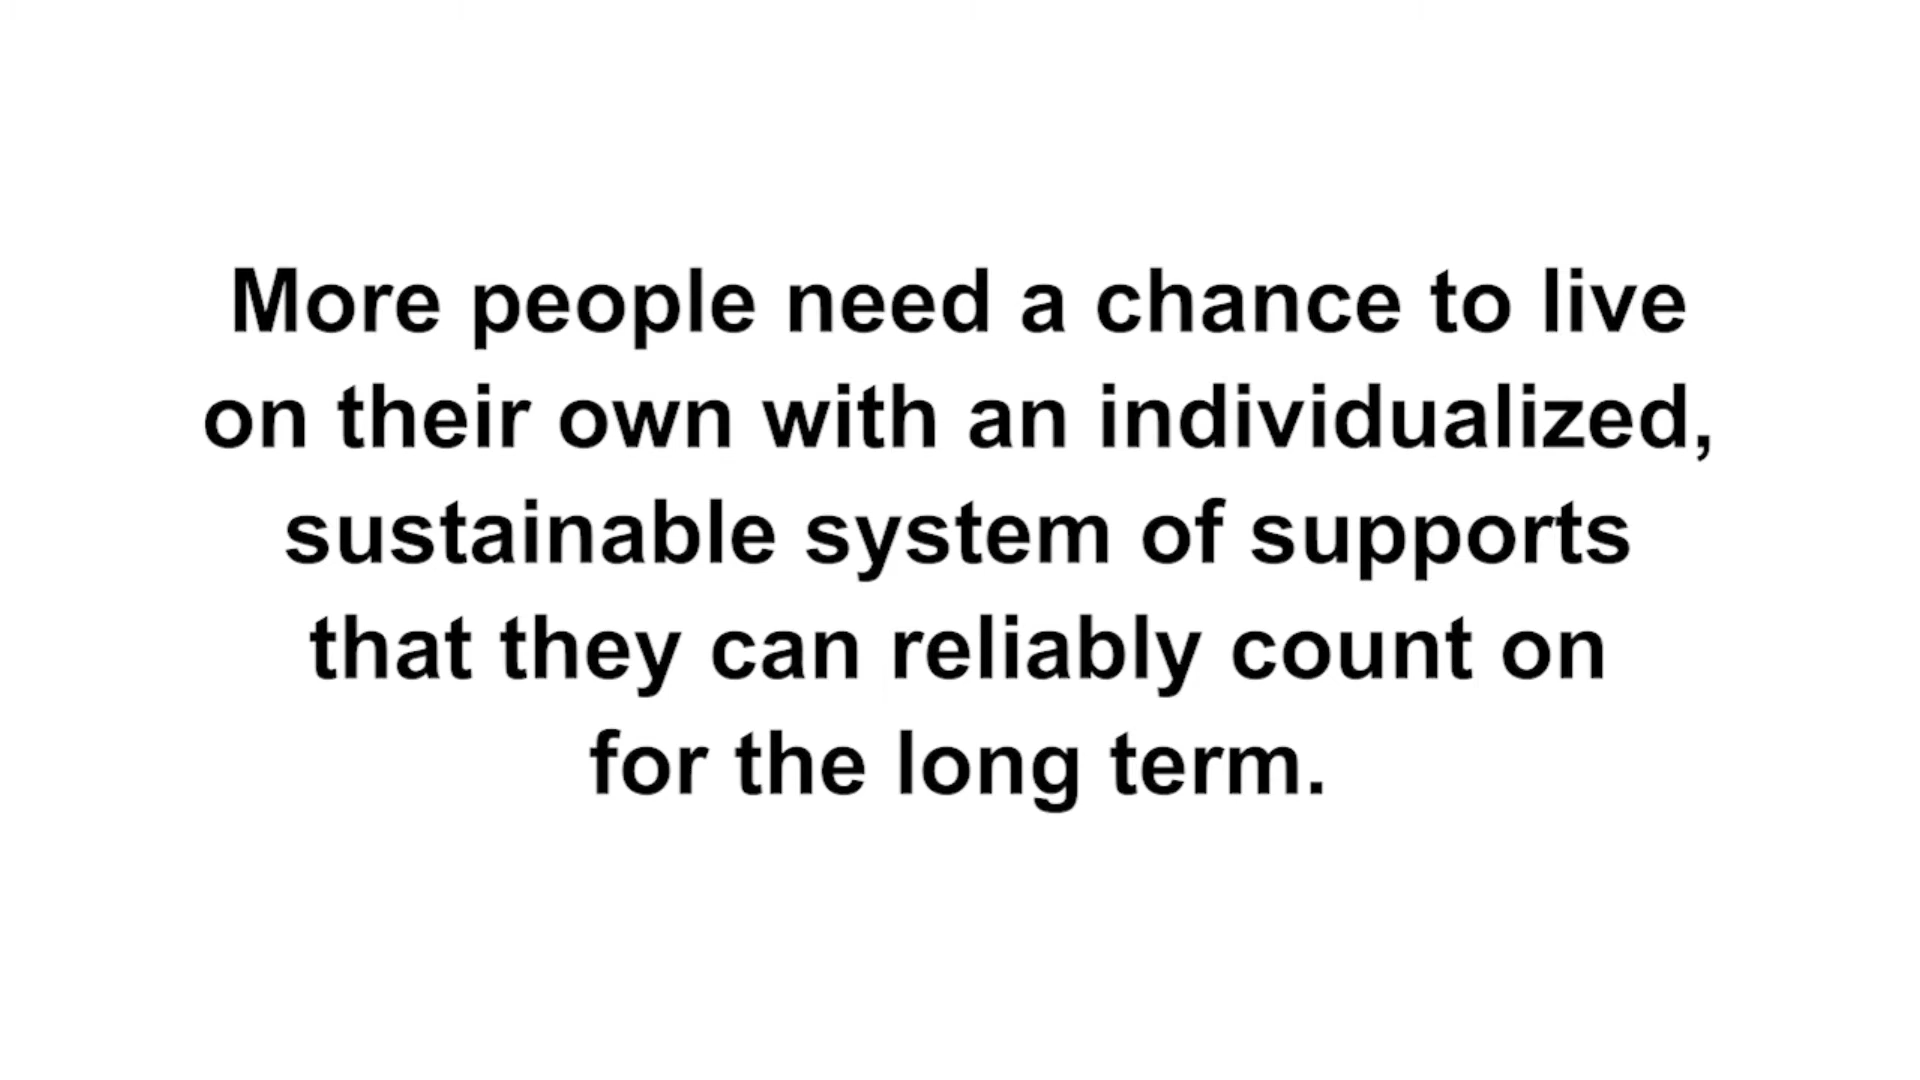 More people need a chance to live
on their own with an individualized,
sustainable system of supports
that they can reliably count on
for the long term.